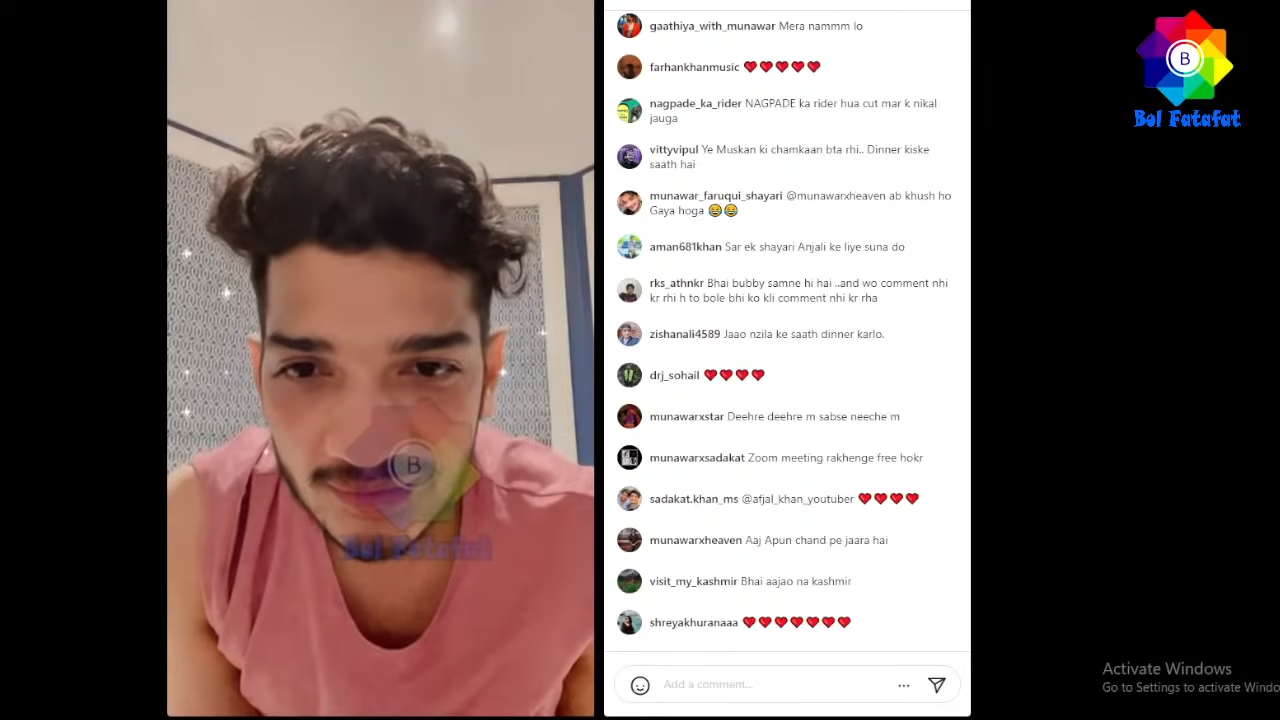 gaathiya_with_munawar Mera nammm lo
farhankhanmusic
nagpade_ka_rider NAGPADE ka rider hua cut mar k nikal
jauga
vittyvipul Ye Muskan ki chamkaan bta rhi.. Dinner kiske
saath hai
munawar_faruqui_shayari @munawarxheaven ab khush ho
Gaya hoga 😂😂
aman681khan Sar ek shayari Anjali ke liye suna do
rks_athnkr Bhai bubby samne hi hai ..and wo comment nhi
kr rhi h to bole bhi ko kli comment nhi kr rha
zishanali4589 Jaao nzila ke saath dinner karlo.
drj_sohail
munawarxstar Deehre deehre m sabse neeche m
munawarxsadakat Zoom meeting rakhenge free hokr
sadakat.khan_ms @afjal_khan_youtuber
munawarxheaven Aaj Apun chand pe jaara hai
visit_my_kashmir Bhai aajao na kashmir
shreyakhuranaaa
Add a comment...
B
Bol Fatafat
B
Bol Fatafat
Activate Windows
Go to Settings to activate Windo